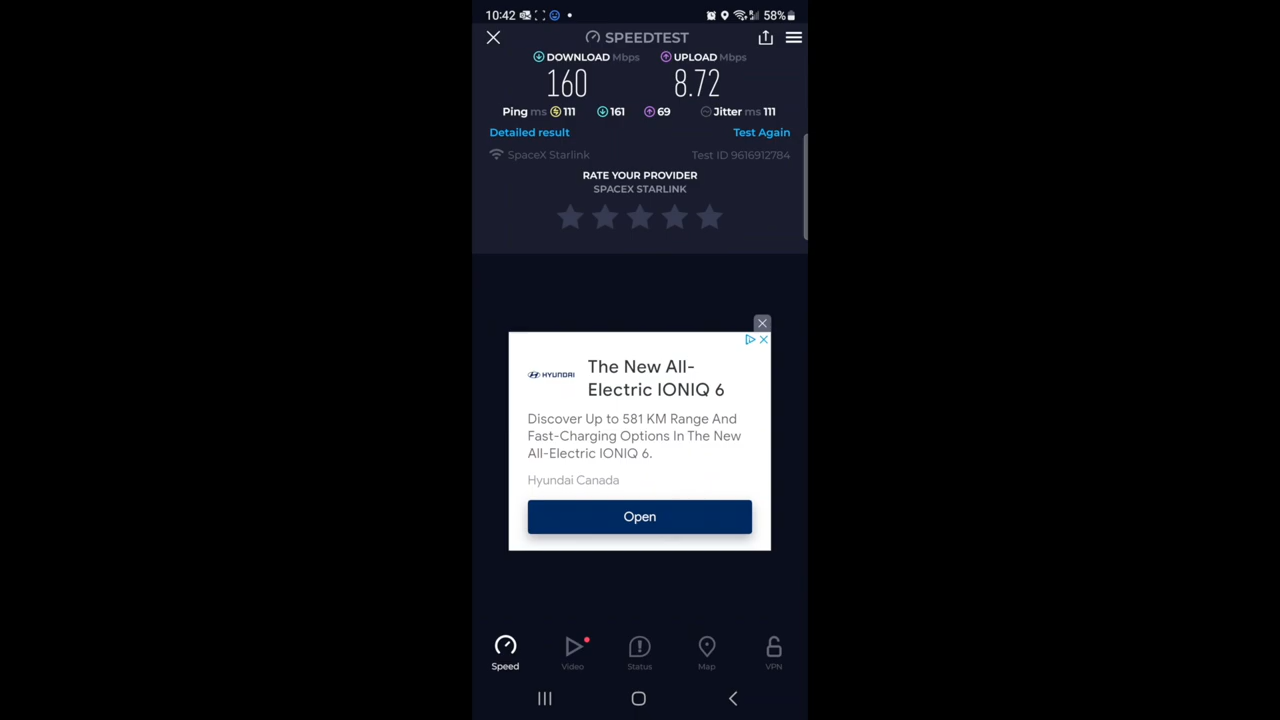 10:42 58%
SPEEDTEST
DOWNLOAD Mbps UPLOAD Mbps
160 8.72
Ping ms 111 161 69 Jitter ms 111
Detailed result Test Again
SpaceX Starlink Test ID 9616912784
RATE YOUR PROVIDER
SPACEX STARLINK
HYUNDAI
The New All-
Electric IONIQ 6
Discover Up to 581 KM Range And
Fast-Charging Options In The New
All-Electric IONIQ 6.
Hyundai Canada
Open
Speed Video Status Map VPN